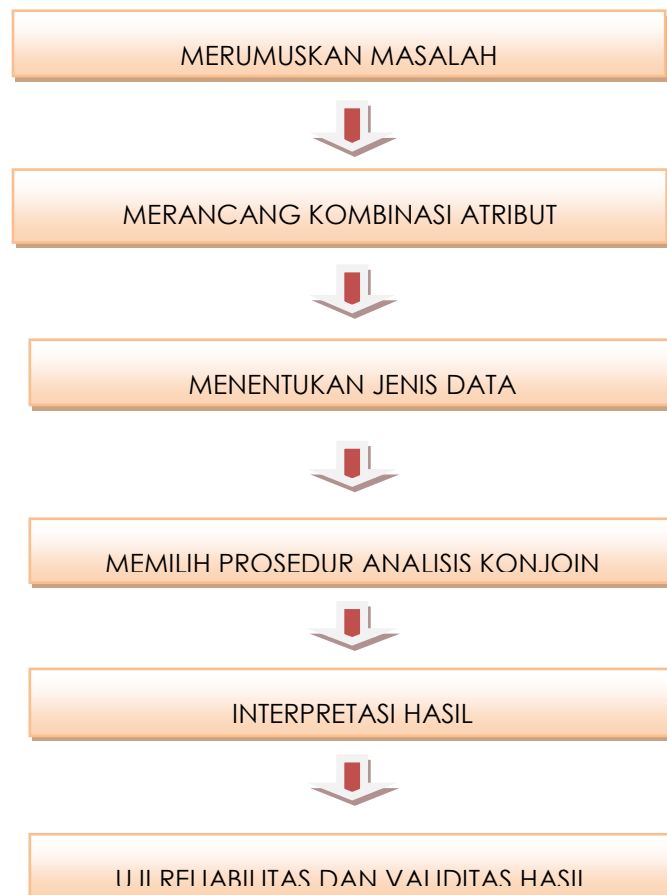 MERUMUSKAN MASALAH
MERANCANG KOMBINASI ATRIBUT
MENENTUKAN JENIS DATA
MEMILIH PROSEDUR ANALISIS KONJOIN
INTERPRETASI HASIL
UJI RELIABILITAS DAN VALIDITAS HASIL